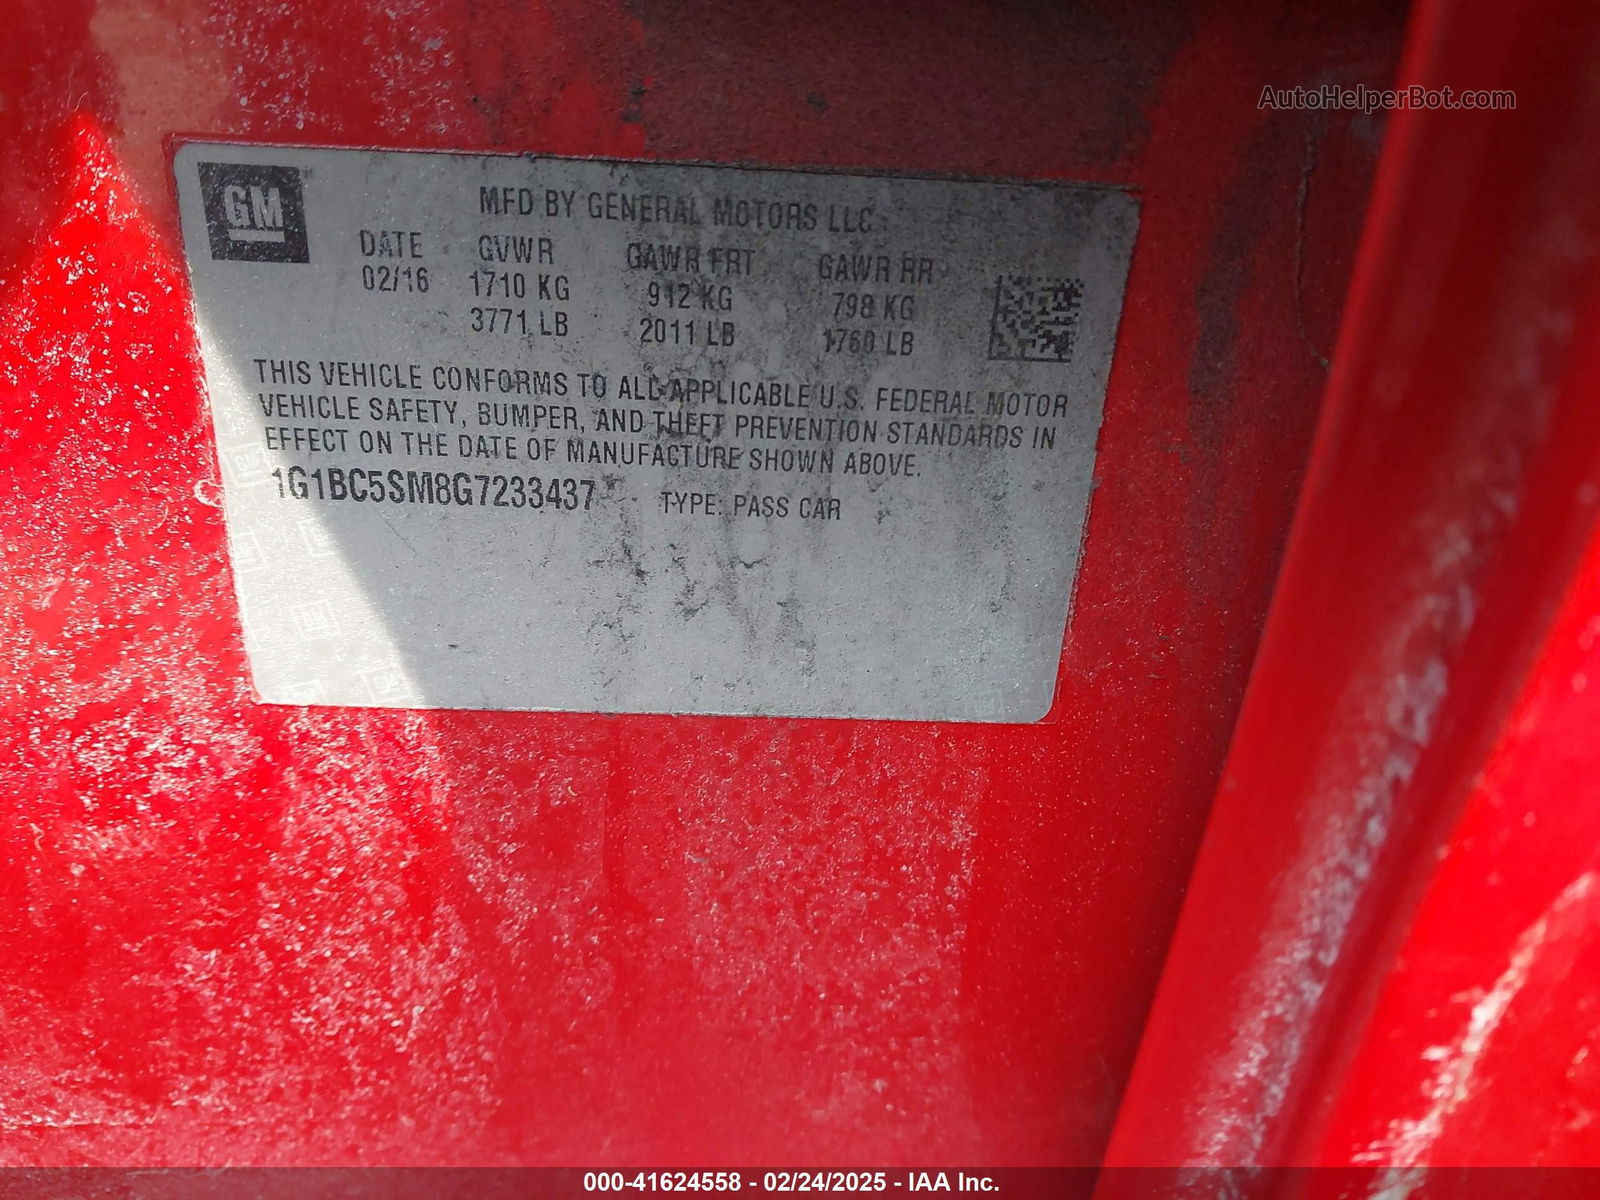 AutoHelperBot.com
GM
MFD BY GENERAL MOTORS LLC
DATE GVWR GAWR FRT GAWR RR
02/16 1710 KG 912 KG 798 KG
3771 LB 2011 LB 1760 LB
THIS VEHICLE CONFORMS TO ALL APPLICABLE U.S. FEDERAL MOTOR
VEHICLE SAFETY, BUMPER, AND THEFT PREVENTION STANDARDS IN
EFFECT ON THE DATE OF MANUFACTURE SHOWN ABOVE.
1G1BC5SM8G7233437 TYPE: PASS CAR
000-41624558 - 02/24/2025 - IAA Inc.